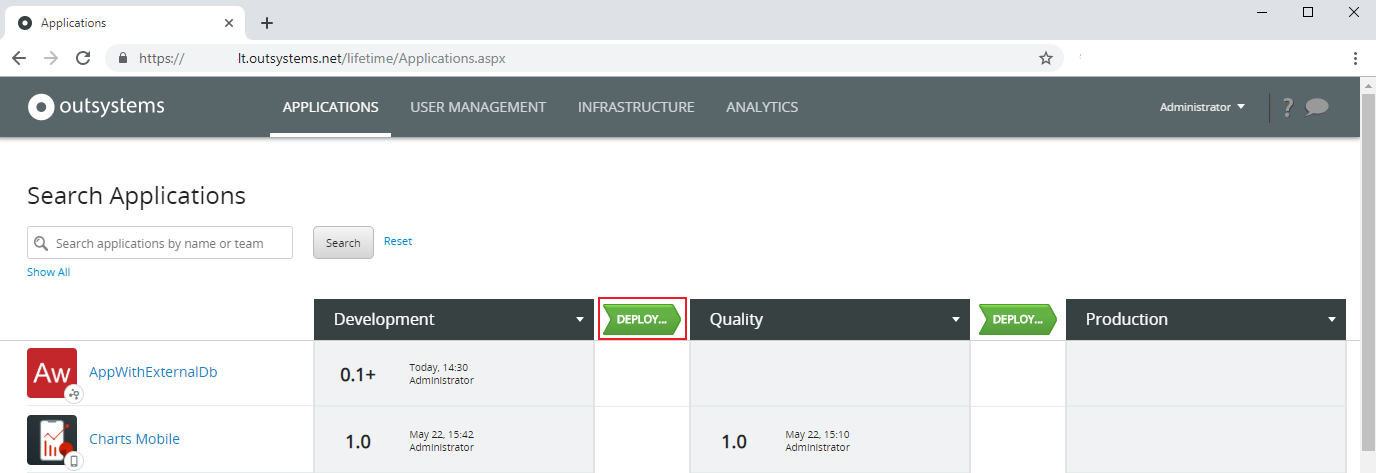 Applications
https:// lt.outsystems.net/lifetime/Applications.aspx
outsystems APPLICATIONS USER MANAGEMENT INFRASTRUCTURE ANALYTICS Administrator ?
Search Applications
Search applications by name or team Search Reset
Show All
Development DEPLOY... Quality DEPLOY... Production
Aw AppWithExternalDb 0.1+ Today, 14:30
Administrator
Charts Mobile 1.0 May 22, 15:42 1.0 May 22, 15:10
Administrator Administrator